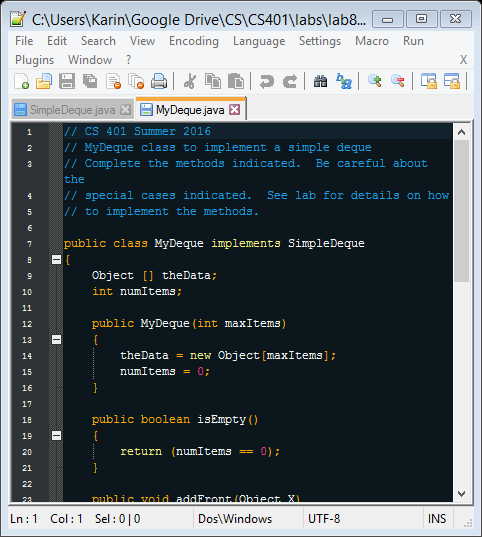 C:\Users\Karin\Google Drive\CS\CS401\labs\lab8...
File Edit Search View Encoding Language Settings Macro Run
Plugins Window ? X
SimpleDeque.java MyDeque.java
1 // CS 401 Summer 2016
2 // MyDeque class to implement a simple deque
3 // Complete the methods indicated.  Be careful about
the
4 // special cases indicated.  See lab for details on how
5 // to implement the methods.
6
7 public class MyDeque implements SimpleDeque
8 {
9 Object [] theData;
10 int numItems;
11
12 public MyDeque(int maxItems)
13 {
14 theData = new Object[maxItems];
15 numItems = 0;
16 }
17
18 public boolean isEmpty()
19 {
20 return (numItems == 0);
21 }
22
23 public void addFront(Object X)
Ln : 1 Col : 1 Sel : 0 | 0 Dos\Windows UTF-8 INS